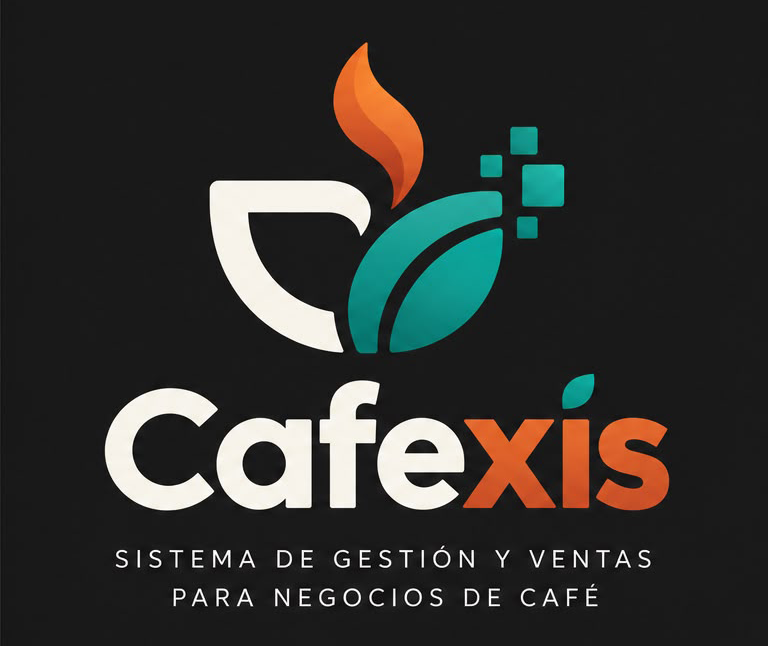 Cafexis
SISTEMA DE GESTIÓN Y VENTAS
PARA NEGOCIOS DE CAFÉ